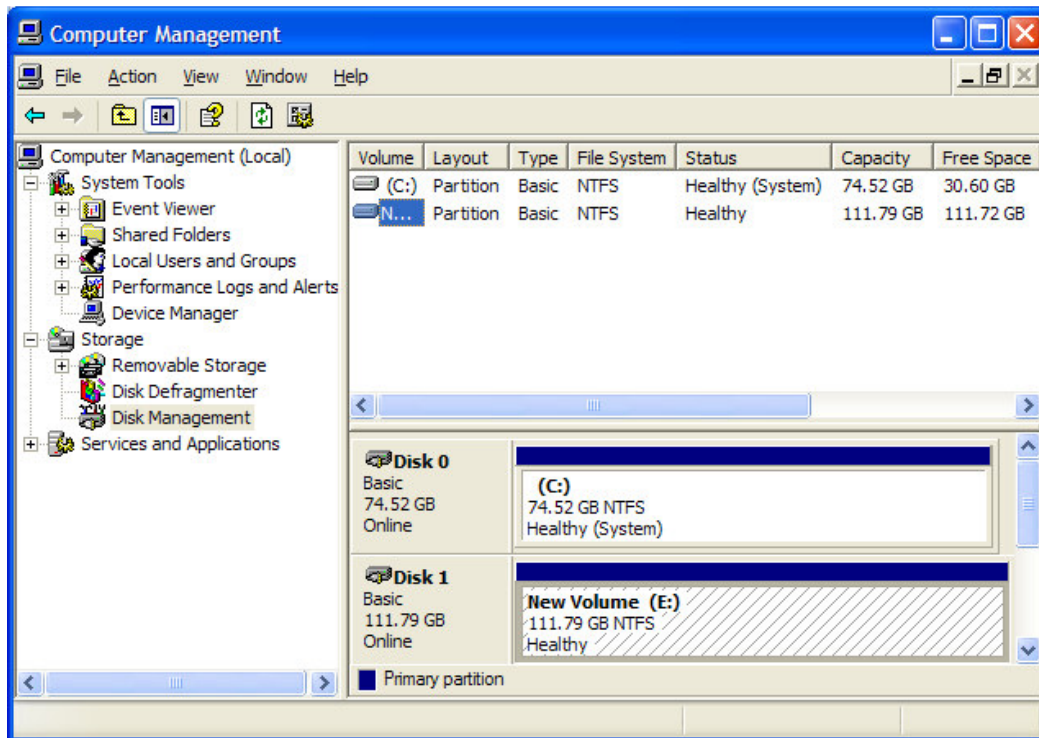 Computer Management
File Action View Window Help
Computer Management (Local)
System Tools
Event Viewer
Shared Folders
Local Users and Groups
Performance Logs and Alerts
Device Manager
Storage
Removable Storage
Disk Defragmenter
Disk Management
Services and Applications
Volume Layout Type File System Status Capacity Free Space
(C:) Partition Basic NTFS Healthy (System) 74.52 GB 30.60 GB
N... Partition Basic NTFS Healthy 111.79 GB 111.72 GB
Disk 0
Basic
74.52 GB
Online
(C:)
74.52 GB NTFS
Healthy (System)
Disk 1
Basic
111.79 GB
Online
New Volume (E:)
111.79 GB NTFS
Healthy
Primary partition